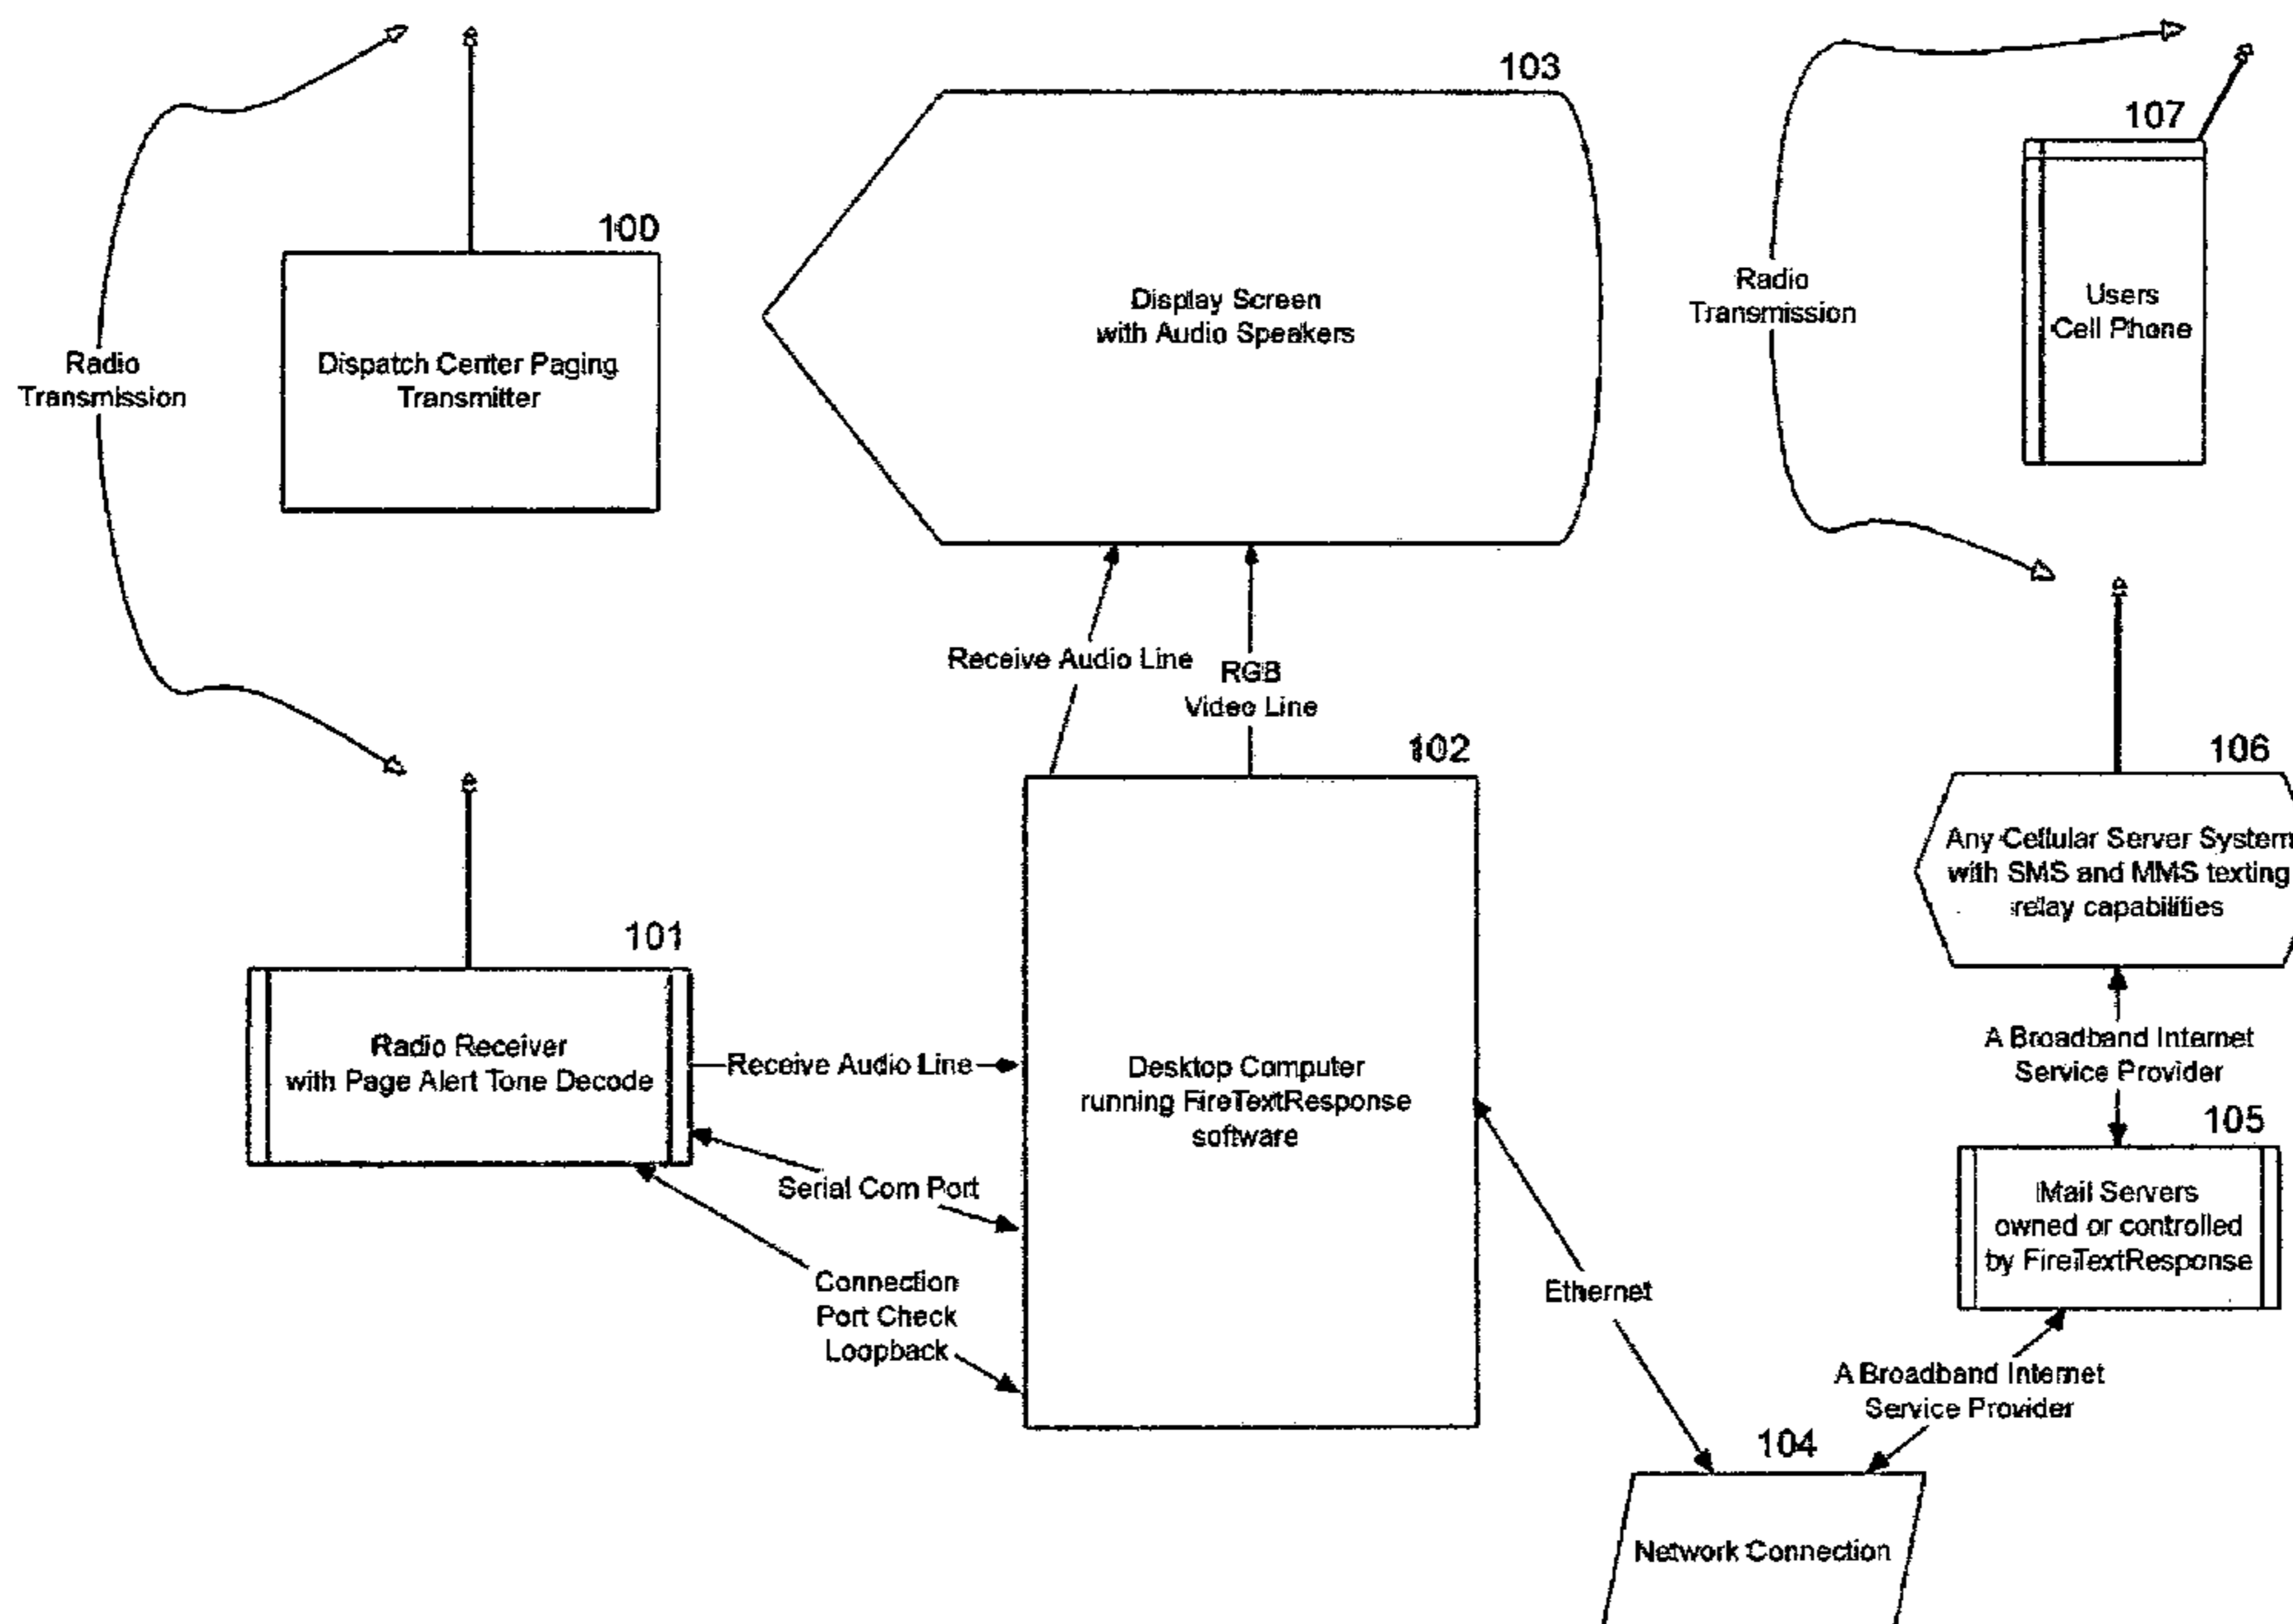 103
107
100
Radio
Transmission
Dispatch Center Paging
Transmitter
Display Screen
with Audio Speakers
Radio
Transmission
Users
Cell Phone
Receive Audio Line
RGB
Video Line
102
106
Any Cellular Server System
with SMS and MMS texting
relay capabilities
101
Radio Receiver
with Page Alert Tone Decode
Receive Audio Line
Desktop Computer
running FireTextResponse
software
A Broadband Internet
Service Provider
105
Mail Servers
owned or controlled
by FireTextResponse
Serial Com Port
Connection
Port Check
Loopback
Ethernet
A Broadband Internet
Service Provider
104
Network Connection